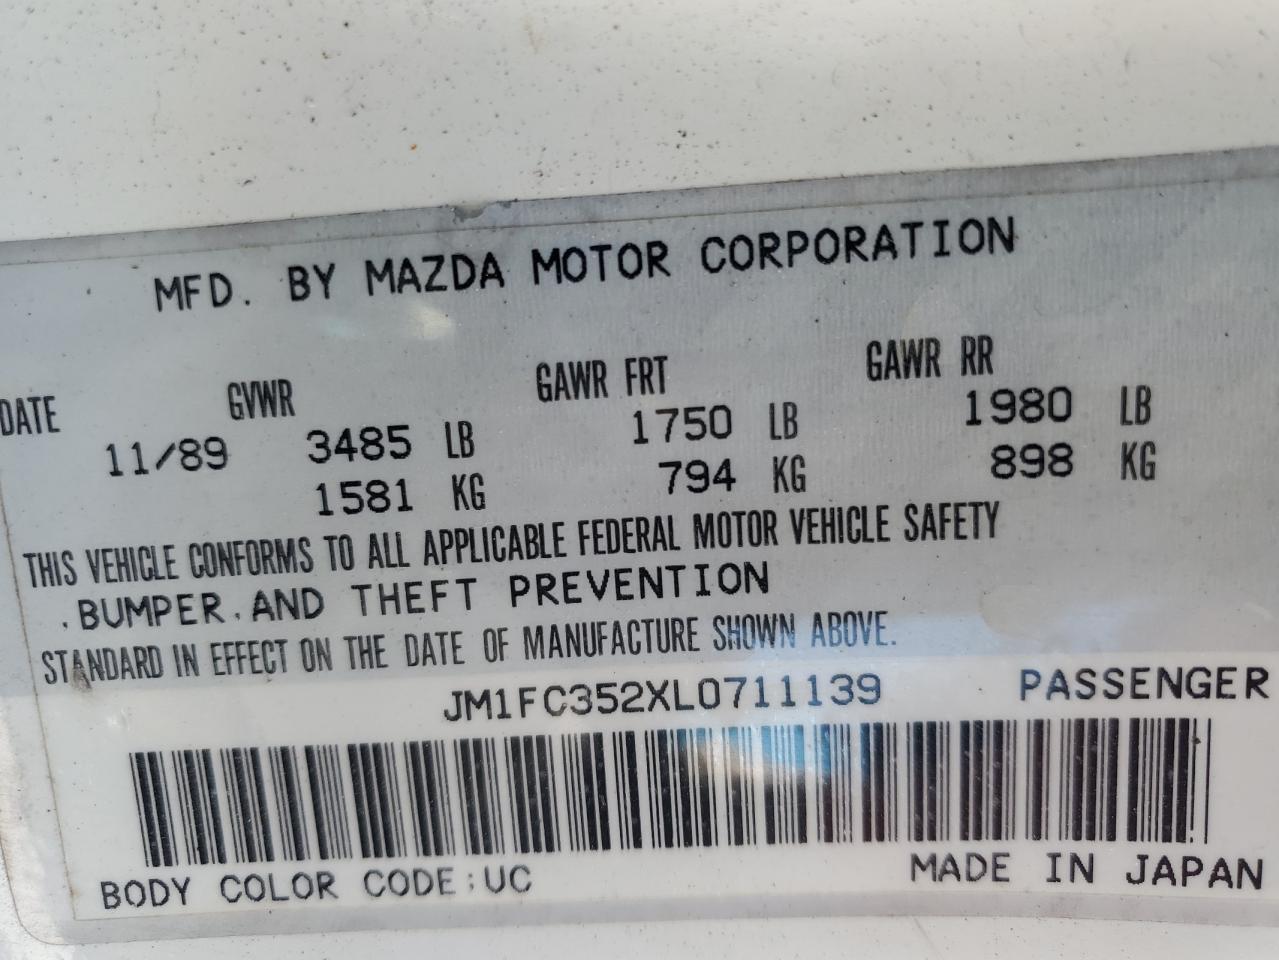 MFD. BY MAZDA MOTOR CORPORATION
DATE GVWR GAWR FRT GAWR RR
11/89 3485 LB 1750 LB 1980 LB
1581 KG 794 KG 898 KG
THIS VEHICLE CONFORMS TO ALL APPLICABLE FEDERAL MOTOR VEHICLE SAFETY
.BUMPER.AND THEFT PREVENTION
STANDARD IN EFFECT ON THE DATE OF MANUFACTURE SHOWN ABOVE.
JM1FC352XL0711139 PASSENGER
BODY COLOR CODE:UC MADE IN JAPAN